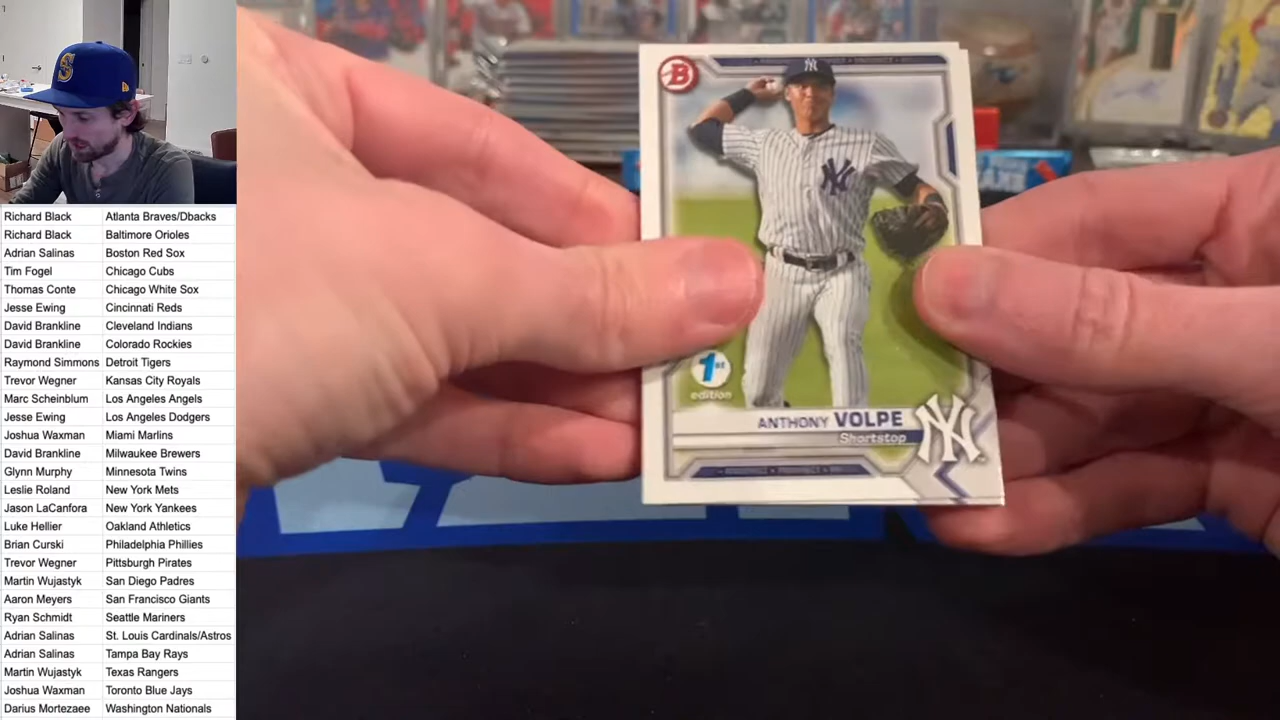 Richard Black Atlanta Braves/Dbacks
Richard Black Baltimore Orioles
Adrian Salinas Boston Red Sox
Tim Fogel Chicago Cubs
Thomas Conte Chicago White Sox
Jesse Ewing Cincinnati Reds
David Brankline Cleveland Indians
David Brankline Colorado Rockies
Raymond Simmons Detroit Tigers
Trevor Wegner Kansas City Royals
Marc Scheinblum Los Angeles Angels
Jesse Ewing Los Angeles Dodgers
Joshua Waxman Miami Marlins
David Brankline Milwaukee Brewers
Glynn Murphy Minnesota Twins
Leslie Roland New York Mets
Jason LaCanfora New York Yankees
Luke Hellier Oakland Athletics
Brian Curski Philadelphia Phillies
Trevor Wegner Pittsburgh Pirates
Martin Wujastyk San Diego Padres
Aaron Meyers San Francisco Giants
Ryan Schmidt Seattle Mariners
Adrian Salinas St. Louis Cardinals/Astros
Adrian Salinas Tampa Bay Rays
Martin Wujastyk Texas Rangers
Joshua Waxman Toronto Blue Jays
Darius Mortezaee Washington Nationals
S
B
NY
NY
1st
edition
ANTHONY VOLPE
Shortstop
NY